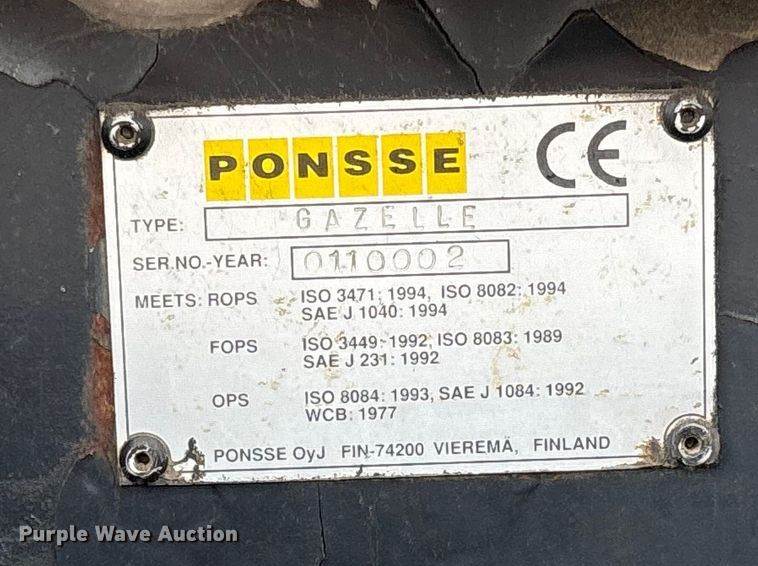 PONSSE CE
TYPE: GAZELLE
SER.NO.-YEAR: 0110002
MEETS: ROPS ISO 3471: 1994, ISO 8082: 1994
SAE J 1040: 1994
FOPS ISO 3449-1992, ISO 8083: 1989
SAE J 231: 1992
OPS ISO 8084: 1993, SAE J 1084: 1992
WCB: 1977
PONSSE OyJ FIN-74200 VIEREMÄ, FINLAND
Purple Wave Auction